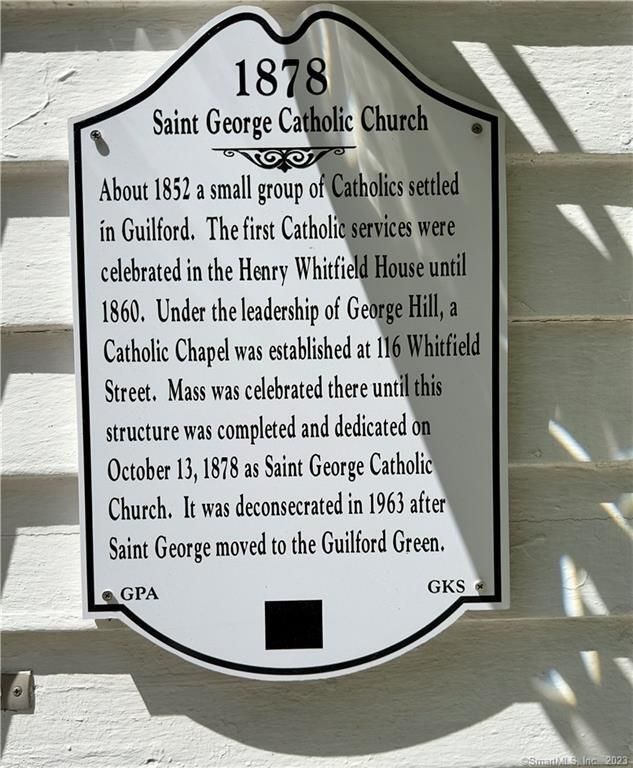 1878
Saint George Catholic Church
About 1852 a small group of Catholics settled
in Guilford. The first Catholic services were
celebrated in the Henry Whitfield House until
1860. Under the leadership of George Hill, a
Catholic Chapel was established at 116 Whitfield
Street. Mass was celebrated there until this
structure was completed and dedicated on
October 13, 1878 as Saint George Catholic
Church. It was deconsecrated in 1963 after
Saint George moved to the Guilford Green.
GPA
GKS
©SmartMLS, Inc. 2023